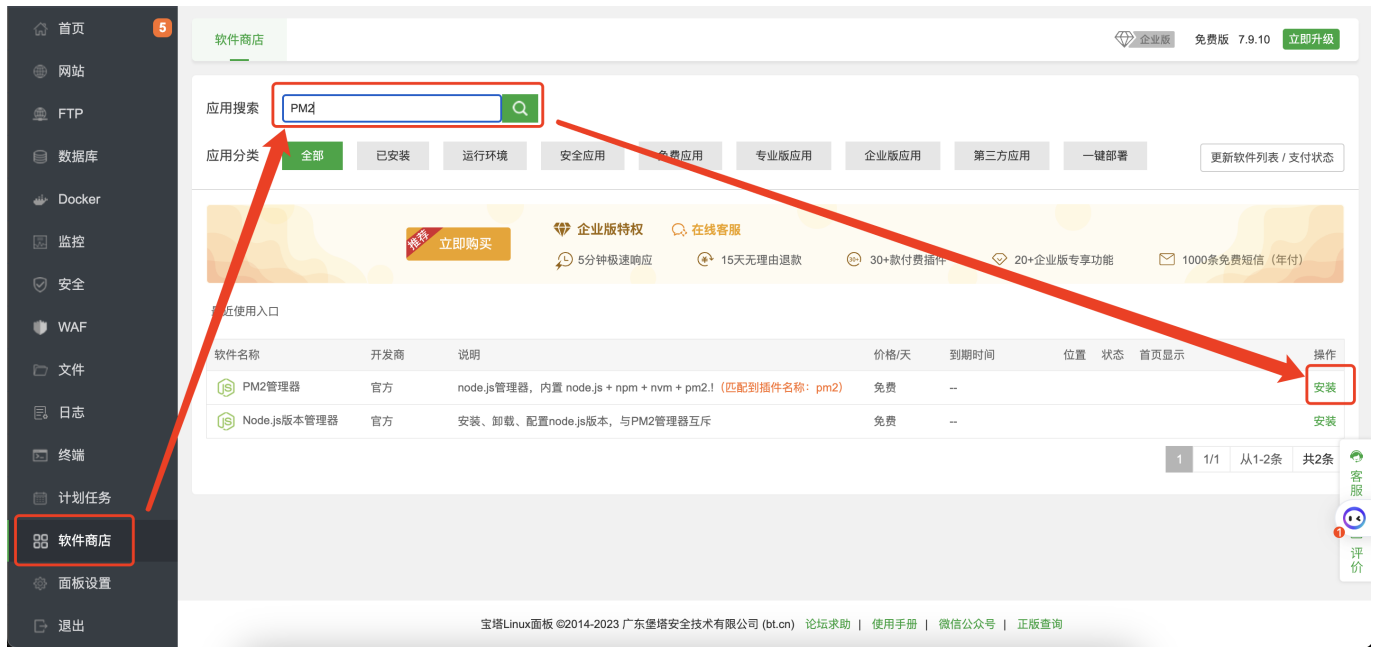 首页 5
网站
FTP
数据库
Docker
监控
安全
WAF
文件
日志
终端
计划任务
软件商店
面板设置
退出
软件商店
企业版 免费版 7.9.10 立即升级
应用搜索 PM2
应用分类 全部 已安装 运行环境 安全应用 免费应用 专业版应用 企业版应用 第三方应用 一键部署 更新软件列表 / 支付状态
推荐 立即购买
企业版特权 在线客服
5分钟极速响应 15天无理由退款 30+款付费插件 20+企业版专享功能 1000条免费短信（年付）
最近使用入口
软件名称 开发商 说明 价格/天 到期时间 位置 状态 首页显示 操作
PM2管理器 官方 node.js管理器，内置 node.js + npm + nvm + pm2.!（匹配到插件名称：pm2） 免费 -- 安装
Node.js版本管理器 官方 安装、卸载、配置node.js版本，与PM2管理器互斥 免费 -- 安装
1 1/1 从1-2条 共2条
客服
1
评价
宝塔Linux面板 ©2014-2023 广东堡塔安全技术有限公司 (bt.cn) 论坛求助 | 使用手册 | 微信公众号 | 正版查询